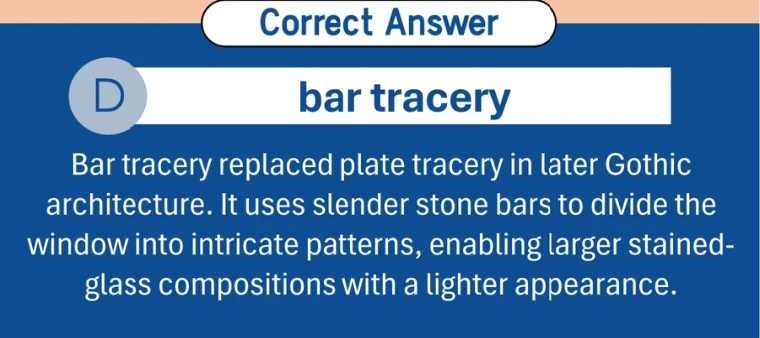 Correct Answer
D
bar tracery
Bar tracery replaced plate tracery in later Gothic
architecture. It uses slender stone bars to divide the
window into intricate patterns, enabling larger stained-
glass compositions with a lighter appearance.